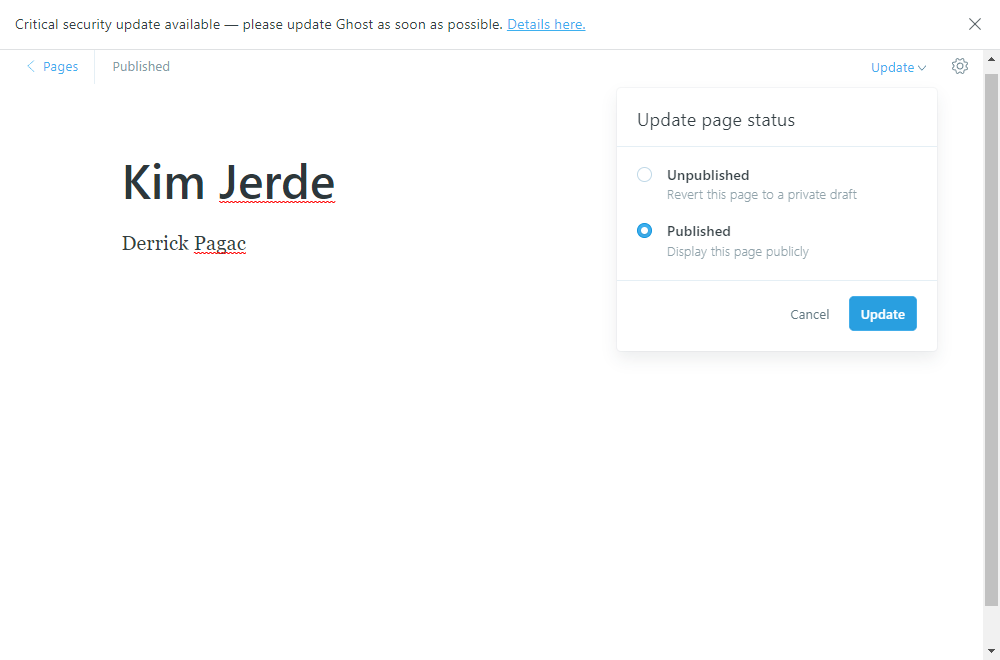 Critical security update available — please update Ghost as soon as possible. Details here.
Pages
Published
Update
Update page status
Kim Jerde
Unpublished
Revert this page to a private draft
Derrick Pagac
Published
Display this page publicly
Cancel
Update